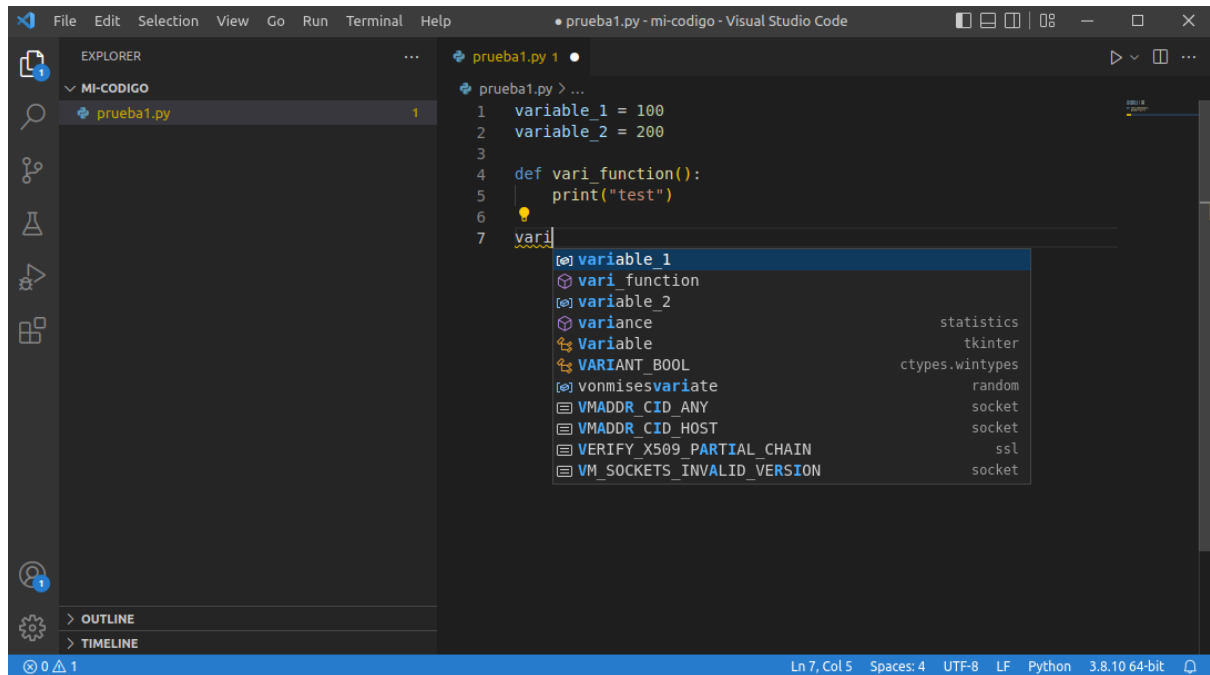 File Edit Selection View Go Run Terminal Help ● prueba1.py - mi-codigo - Visual Studio Code
EXPLORER
MI-CODIGO
prueba1.py 1
OUTLINE
TIMELINE
prueba1.py 1 ●
prueba1.py > ...
1 variable_1 = 100
2 variable_2 = 200
3
4 def vari_function():
5 print("test")
6
7 vari
variable_1
vari_function
variable_2
variance statistics
Variable tkinter
VARIANT_BOOL ctypes.wintypes
vonmisesvariate random
VMADDR_CID_ANY socket
VMADDR_CID_HOST socket
VERIFY_X509_PARTIAL_CHAIN ssl
VM_SOCKETS_INVALID_VERSION socket
1
1
0 1 Ln 7, Col 5 Spaces: 4 UTF-8 LF Python 3.8.10 64-bit